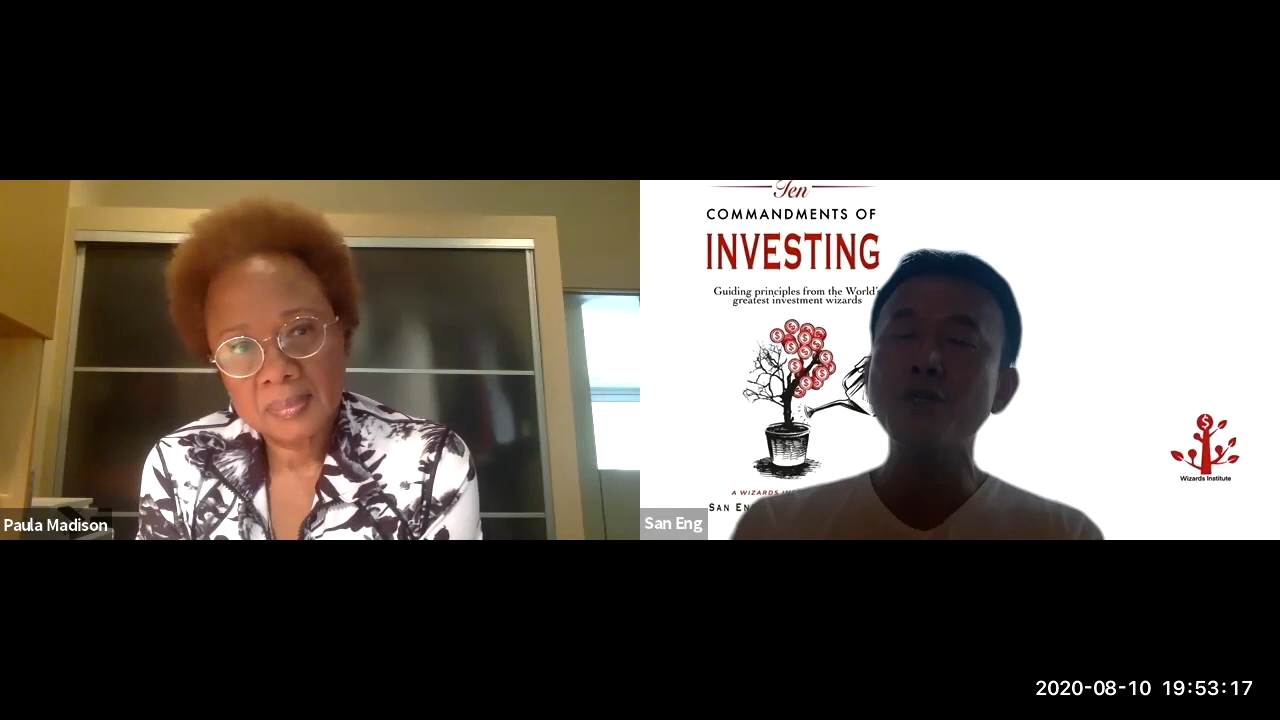 Ten
COMMANDMENTS OF
INVESTING
Guiding principles from the World's
greatest investment wizards
$
A WIZARDS IN
SAN EN
Wizards Institute
Paula Madison
San Eng
2020-08-10 19:53:17